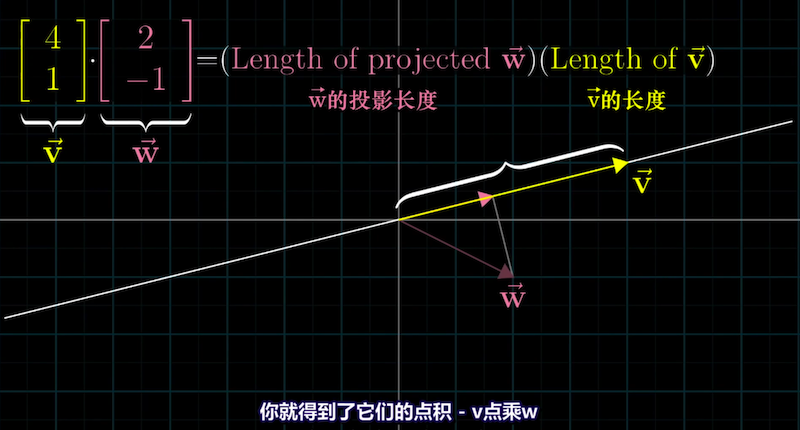 [4 1] · [2 −1] = (Length of projected w⃗)(Length of v⃗)
w⃗的投影长度
v⃗的长度
v⃗
w⃗
v⃗
w⃗
你就得到了它们的点积 - v点乘w